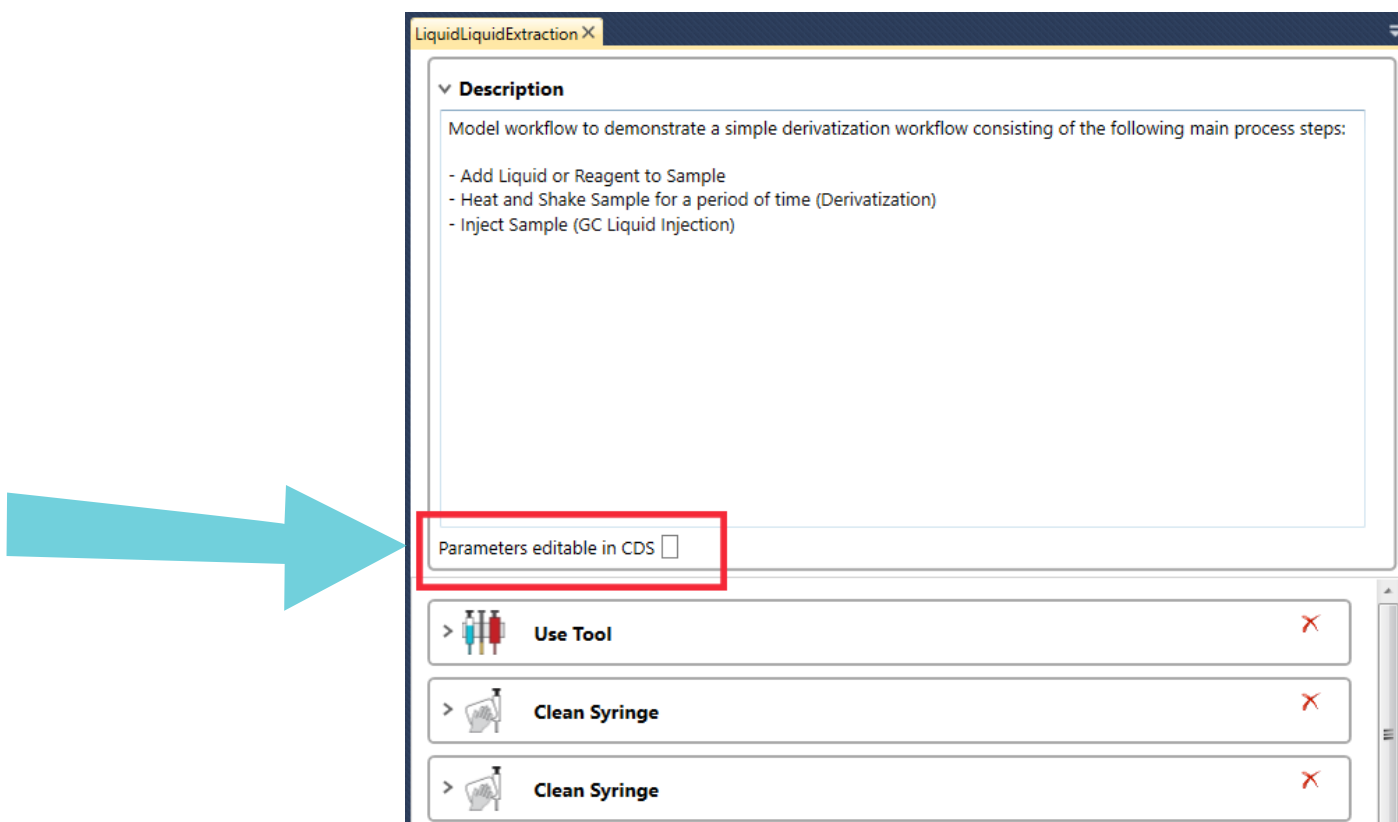 LiquidLiquidExtraction
Description
Model workflow to demonstrate a simple derivatization workflow consisting of the following main process steps:
- Add Liquid or Reagent to Sample
- Heat and Shake Sample for a period of time (Derivatization)
- Inject Sample (GC Liquid Injection)
Parameters editable in CDS
Use Tool
Clean Syringe
Clean Syringe